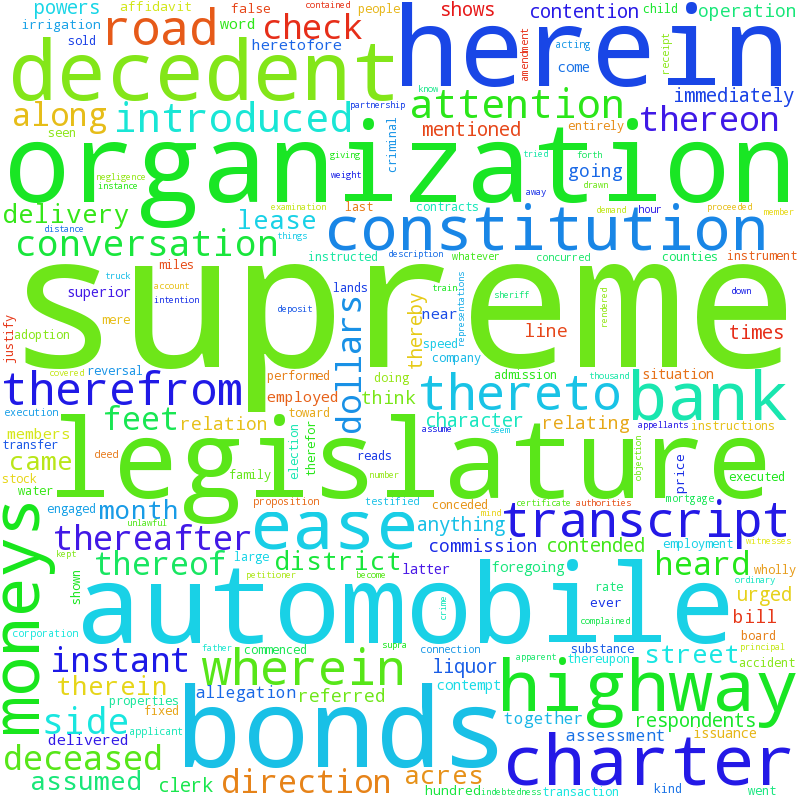 powers
affidavit
false
contained
people
shows
contention
child
operation
irrigation
road
word
check
herein
acting
sold
heretofore
amendment
come
receipt
decedent
know
immediately
partnership
attention
along
introduced
mentioned
entirely
thereon
seen
criminal
negligence
instance
giving
weight
tried
forth
going
organization
away
drawn
examination
demand
hour
proceeded
member
delivery
last
contracts
lease
constitution
distance
things
conversation
instructed
description
whatever
concurred
counties
instrument
miles
truck
account
intention
supreme
superior
lands
train
representations
down
sheriff
rendered
deposit
near
justify
adoption
mere
dollars
thereby
speed
line
times
company
reversal
covered
therefrom
performed
doing
admission
thousand
situation
employed
think
thereto
bank
execution
feet
relation
toward
character
relating
appellants
instructions
members
assume
seem
transfer
came
legislature
election
therefor
reads
objection
price
family
stock
water
deed
number
executed
mortgage
engaged
month
proposition
testified
conceded
certificate
authorities
moneys
unlawful
ease
anything
mind
transcript
thereafter
commission
contended
employment
witnesses
kept
thereof
large
district
latter
foregoing
heard
wholly
shown
petitioner
become
ordinary
automobile
crime
rate
ever
urged
complained
bill
corporation
father
commenced
supra
connection
substance
board
principal
instant
wherein
apparent
thereupon
street
accident
therein
allegation
referred
liquor
contempt
highway
properties
side
fixed
applicant
bonds
together
respondents
delivered
assessment
issuance
deceased
charter
assumed
clerk
direction
acres
hundred
indebtedness
transaction
kind
went